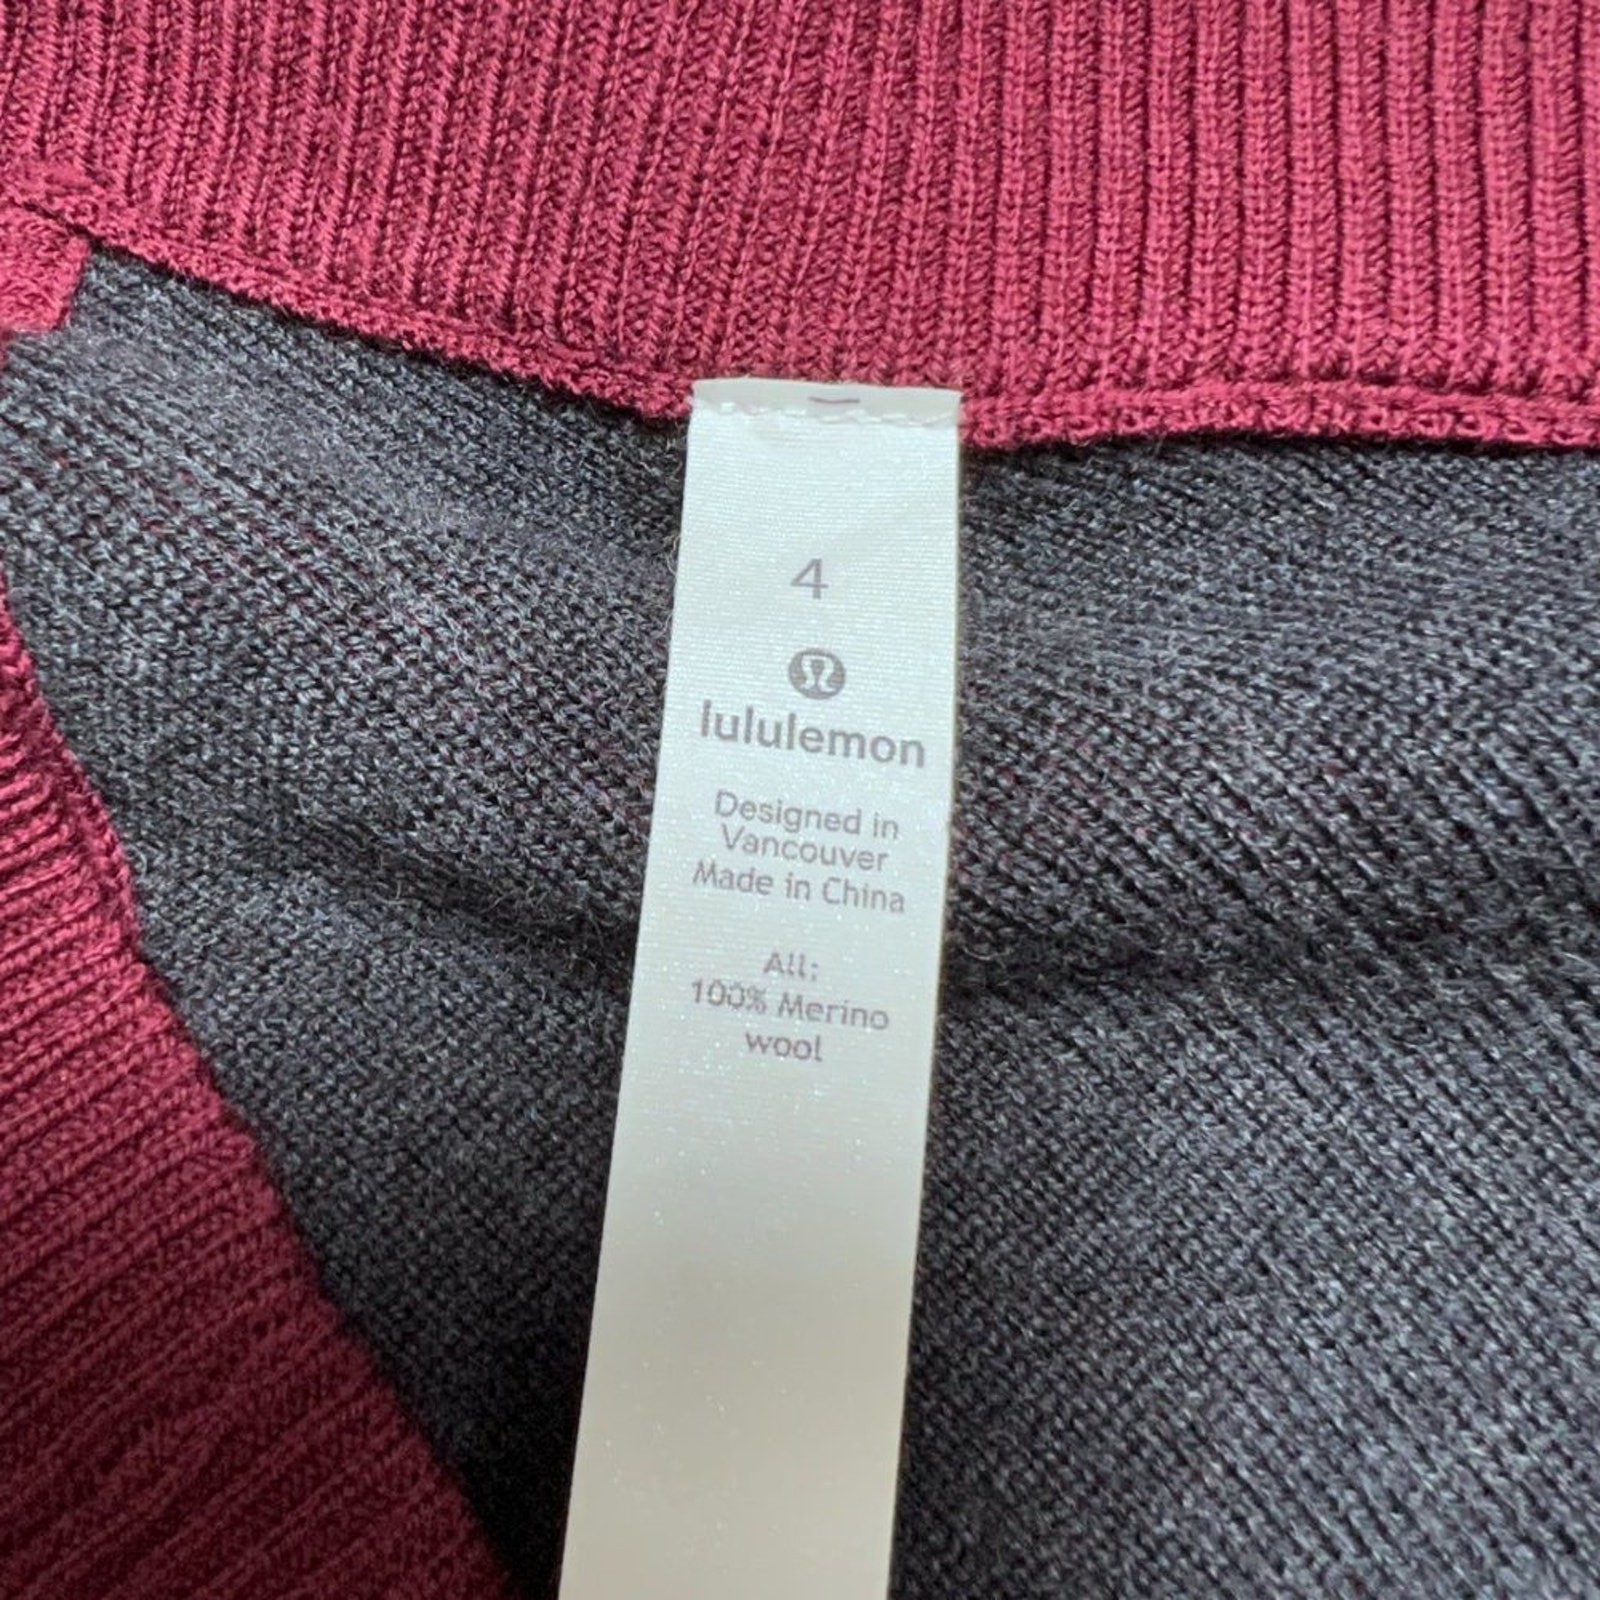 4
lululemon
Designed in
Vancouver
Made in China
All:
100% Merino
wool